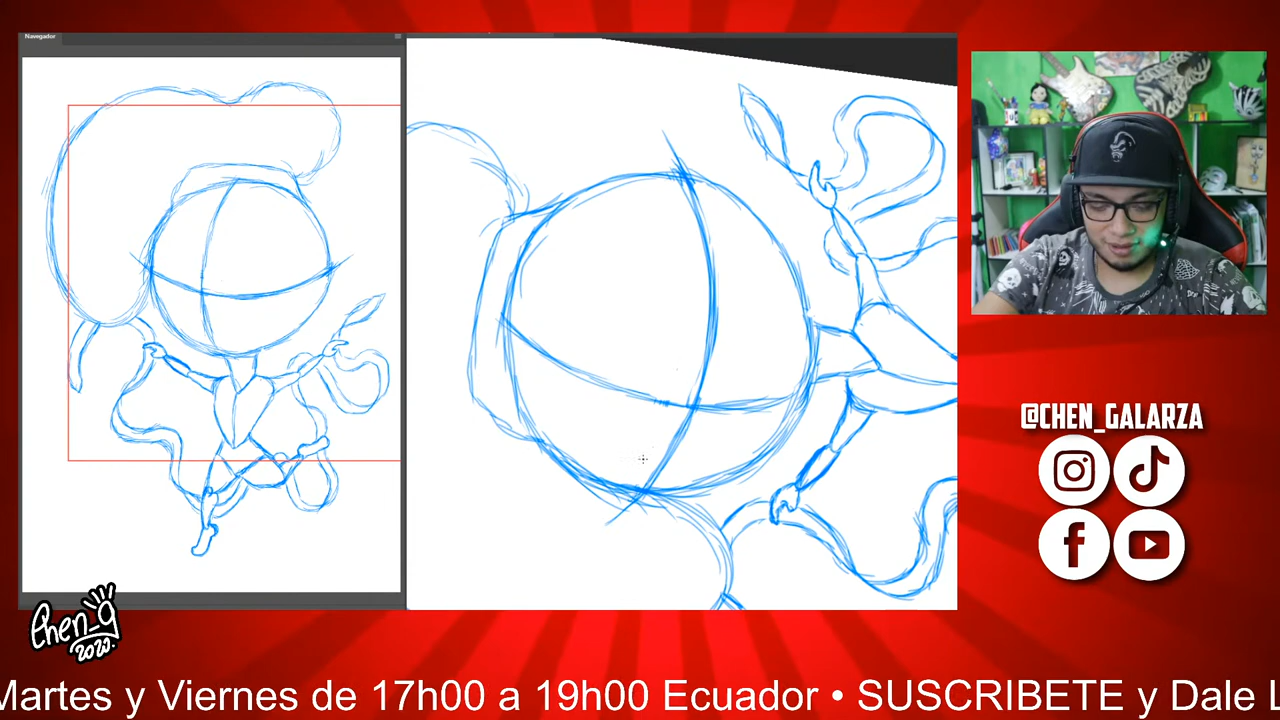 Navegador
@CHEN_GALARZA
Chen_g
2020.
Martes y Viernes de 17h00 a 19h00 Ecuador • SUSCRIBETE y Dale L